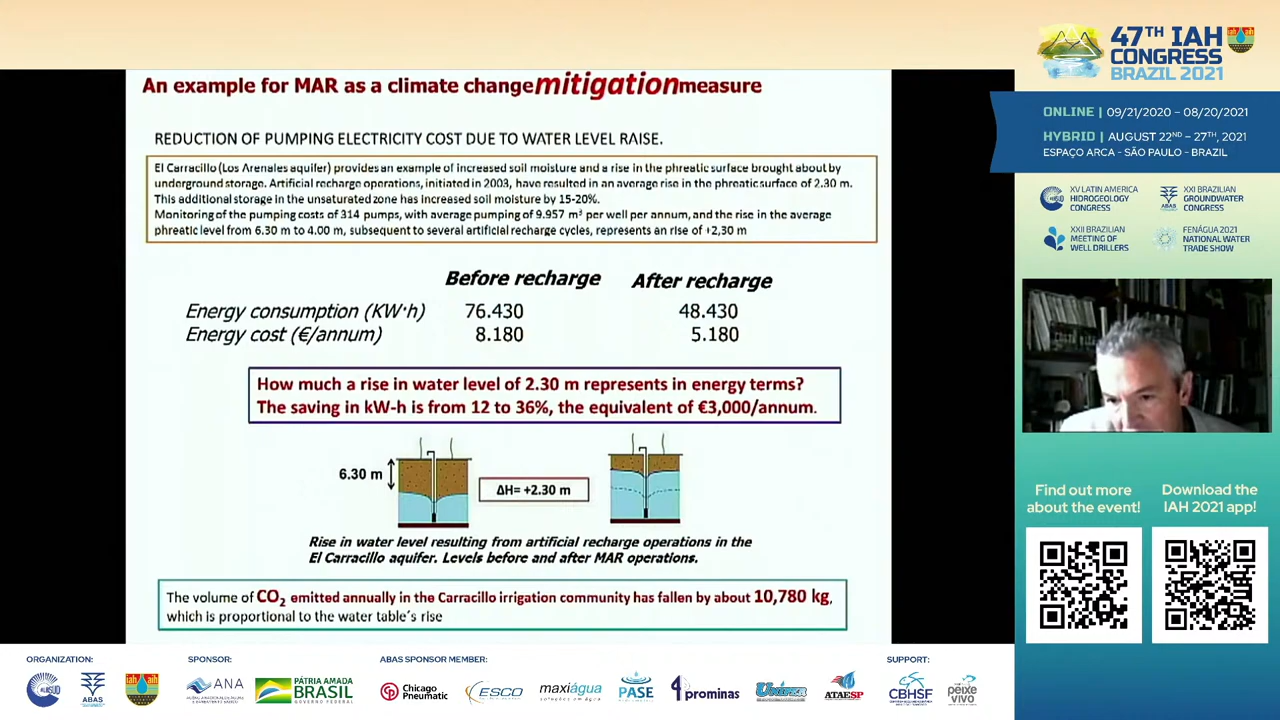 An example for MAR as a climate change mitigation measure
REDUCTION OF PUMPING ELECTRICITY COST DUE TO WATER LEVEL RAISE.
El Carracillo (Los Arenales aquifer) provides an example of increased soil moisture and a rise in the phreatic surface brought about by
underground storage. Artificial recharge operations, initiated in 2003, have resulted in an average rise in the phreatic surface of 2.30 m.
This additional storage in the unsaturated zone has increased soil moisture by 15-20%.
Monitoring of the pumping costs of 314 pumps, with average pumping of 9.957 m³ per well per annum, and the rise in the average
phreatic level from 6.30 m to 4.00 m, subsequent to several artificial recharge cycles, represents an rise of +2,30 m
Before recharge After recharge
Energy consumption (KW·h) 76.430 48.430
Energy cost (€/annum) 8.180 5.180
How much a rise in water level of 2.30 m represents in energy terms?
The saving in kW-h is from 12 to 36%, the equivalent of €3,000/annum.
6.30 m
ΔH= +2.30 m
Rise in water level resulting from artificial recharge operations in the
El Carracillo aquifer. Levels before and after MAR operations.
The volume of CO₂ emitted annually in the Carracillo irrigation community has fallen by about 10,780 kg,
which is proportional to the water table´s rise
47TH IAH
CONGRESS
BRAZIL 2021
ONLINE | 09/21/2020 – 08/20/2021
HYBRID | AUGUST 22ND – 27TH, 2021
ESPAÇO ARCA - SÃO PAULO - BRAZIL
XV LATIN AMERICA
HIDROGEOLOGY
CONGRESS
XXI BRAZILIAN
GROUNDWATER
CONGRESS
XXII BRAZILIAN
MEETING OF
WELL DRILLERS
FENÁGUA 2021
NATIONAL WATER
TRADE SHOW
Find out more
about the event!
Download the
IAH 2021 app!
ORGANIZATION:
SPONSOR:
ABAS SPONSOR MEMBER:
SUPPORT:
ABAS
iah
ANA
PÁTRIA AMADA
BRASIL
GOVERNO FEDERAL
Chicago
Pneumatic
ESCO
maxiágua
soluções em água
PASE
prominas
Uniper
ATAESP
CBHSF
peixe
vivo